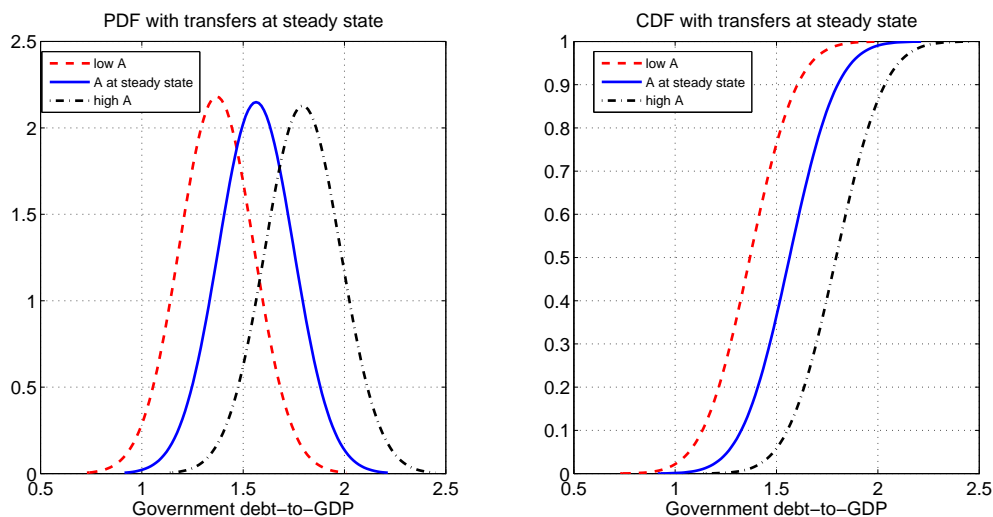 PDF with transfers at steady state
2.5
2
1.5
1
0.5
0
low A
A at steady state
high A
0.5 1 1.5 2 2.5
Government debt−to−GDP
CDF with transfers at steady state
1
0.9
0.8
0.7
0.6
0.5
0.4
0.3
0.2
0.1
0
low A
A at steady state
high A
0.5 1 1.5 2 2.5
Government debt−to−GDP